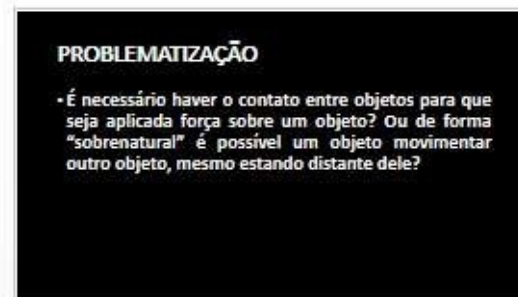 PROBLEMATIZAÇÃO
• É necessário haver o contato entre objetos para que
seja aplicada força sobre um objeto? Ou de forma
“sobrenatural” é possível um objeto movimentar
outro objeto, mesmo estando distante dele?